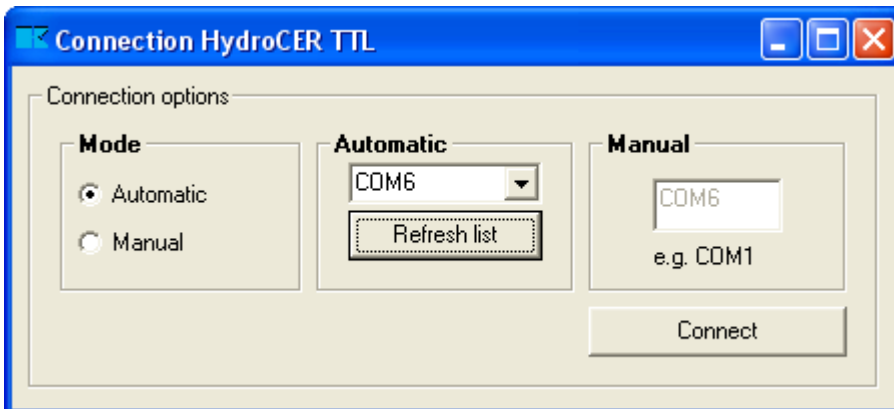 Connection HydroCER TTL
Connection options
Mode
Automatic
Manual
Automatic
COM6
Refresh list
Manual
COM6
e.g. COM1
Connect